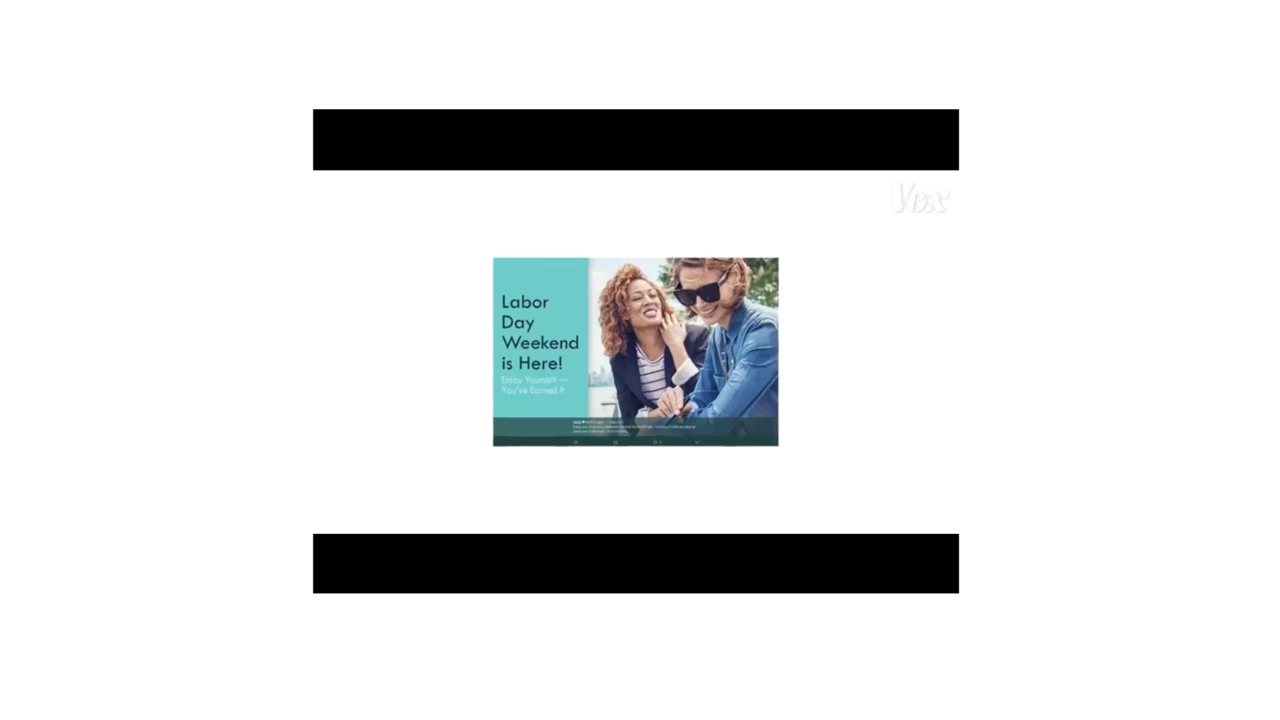 Vox
Labor
Day
Weekend
is Here!
Enjoy Yourself —
You've Earned It